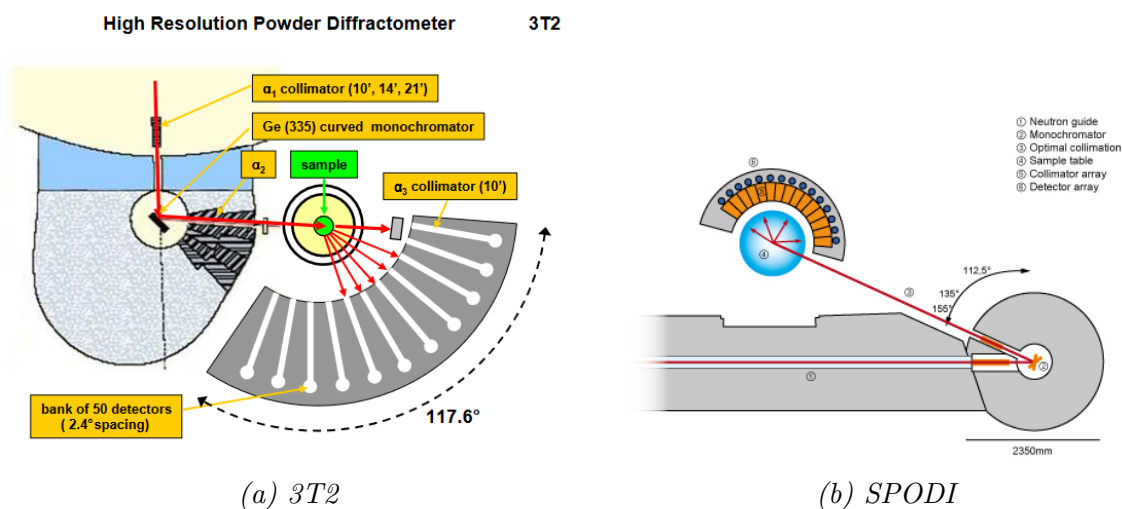 High Resolution Powder Diffractometer 3T2
α₁ collimator (10’, 14’, 21’)
Ge (335) curved monochromator
α₂
sample
α₃ collimator (10’)
bank of 50 detectors
( 2.4° spacing)
117.6°
(a) 3T2
① Neutron guide
② Monochromator
③ Optimal collimation
④ Sample table
⑤ Collimator array
⑥ Detector array
⑥
⑤
④
③
112,5°
135°
155°
②
①
2350mm
(b) SPODI